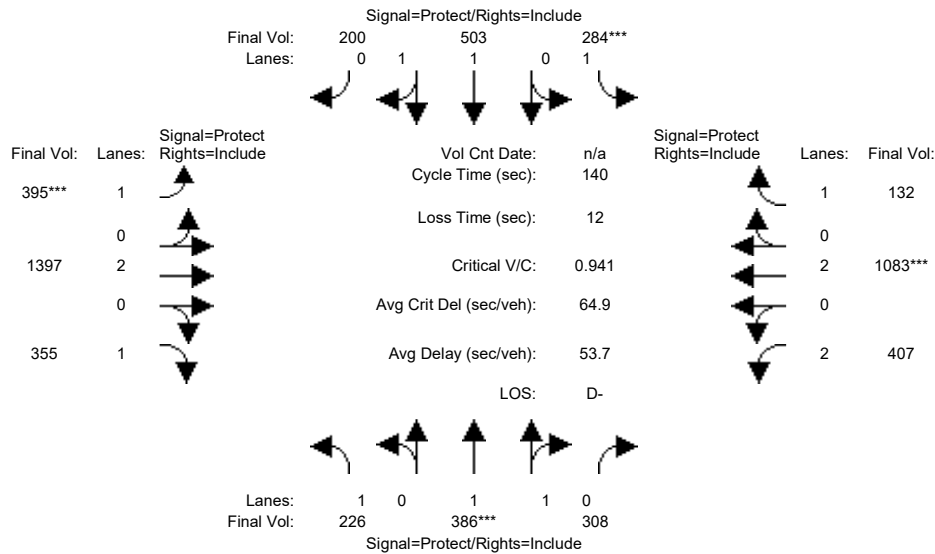 Signal=Protect/Rights=Include
Final Vol: 200 503 284***
Lanes: 0 1 1 0 1
Signal=Protect
Final Vol: Lanes: Rights=Include
Vol Cnt Date: n/a
Signal=Protect
Rights=Include Lanes: Final Vol:
Cycle Time (sec): 140
395*** 1
1 132
Loss Time (sec): 12
0
0
1397 2
Critical V/C: 0.941
2 1083***
0
Avg Crit Del (sec/veh): 64.9
0
355 1
Avg Delay (sec/veh): 53.7
2 407
LOS: D-
Lanes: 1 0 1 1 0
Final Vol: 226 386*** 308
Signal=Protect/Rights=Include